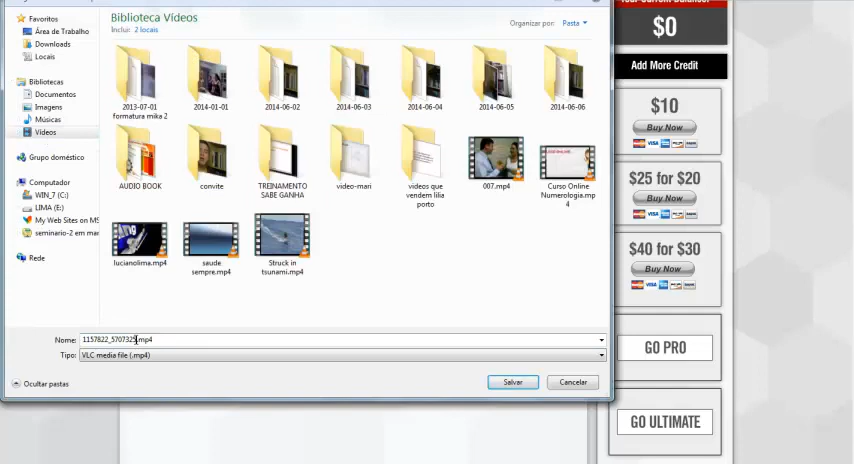 Favoritos
Área de Trabalho
Downloads
Locais
Bibliotecas
Documentos
Imagens
Músicas
Vídeos
Grupo doméstico
Computador
WIN_7 (C:)
LIMA (E:)
My Web Sites on MS
seminario-2 em mar
Rede
Biblioteca Vídeos
Inclui: 2 locais
Organizar por: Pasta
2013-07-01
formatura mika 2
2014-01-01
2014-06-02
2014-06-03
2014-06-04
2014-06-05
2014-06-06
AUDIO BOOK
convite
TREINAMENTO
SABE GANHA
video-mari
videos que
vendem lilia
porto
007.mp4
Curso Online
Numerologia.mp
4
lucianolima.mp4
saude
sempre.mp4
Struck in
tsunami.mp4
Nome: 1157822_5707325.mp4
Tipo: VLC media file (.mp4)
Ocultar pastas
Salvar
Cancelar
Your Current Balance:
$0
Add More Credit
$10
Buy Now
VISA
$25 for $20
Buy Now
VISA
$40 for $30
Buy Now
VISA
GO PRO
GO ULTIMATE